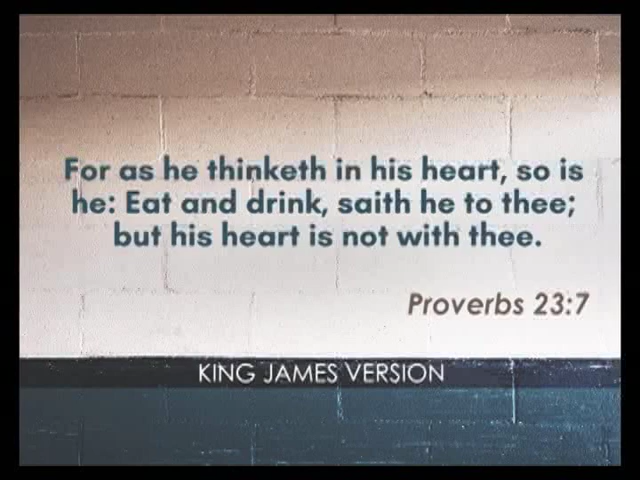 For as he thinketh in his heart, so is
he: Eat and drink, saith he to thee;
but his heart is not with thee.
Proverbs 23:7
KING JAMES VERSION